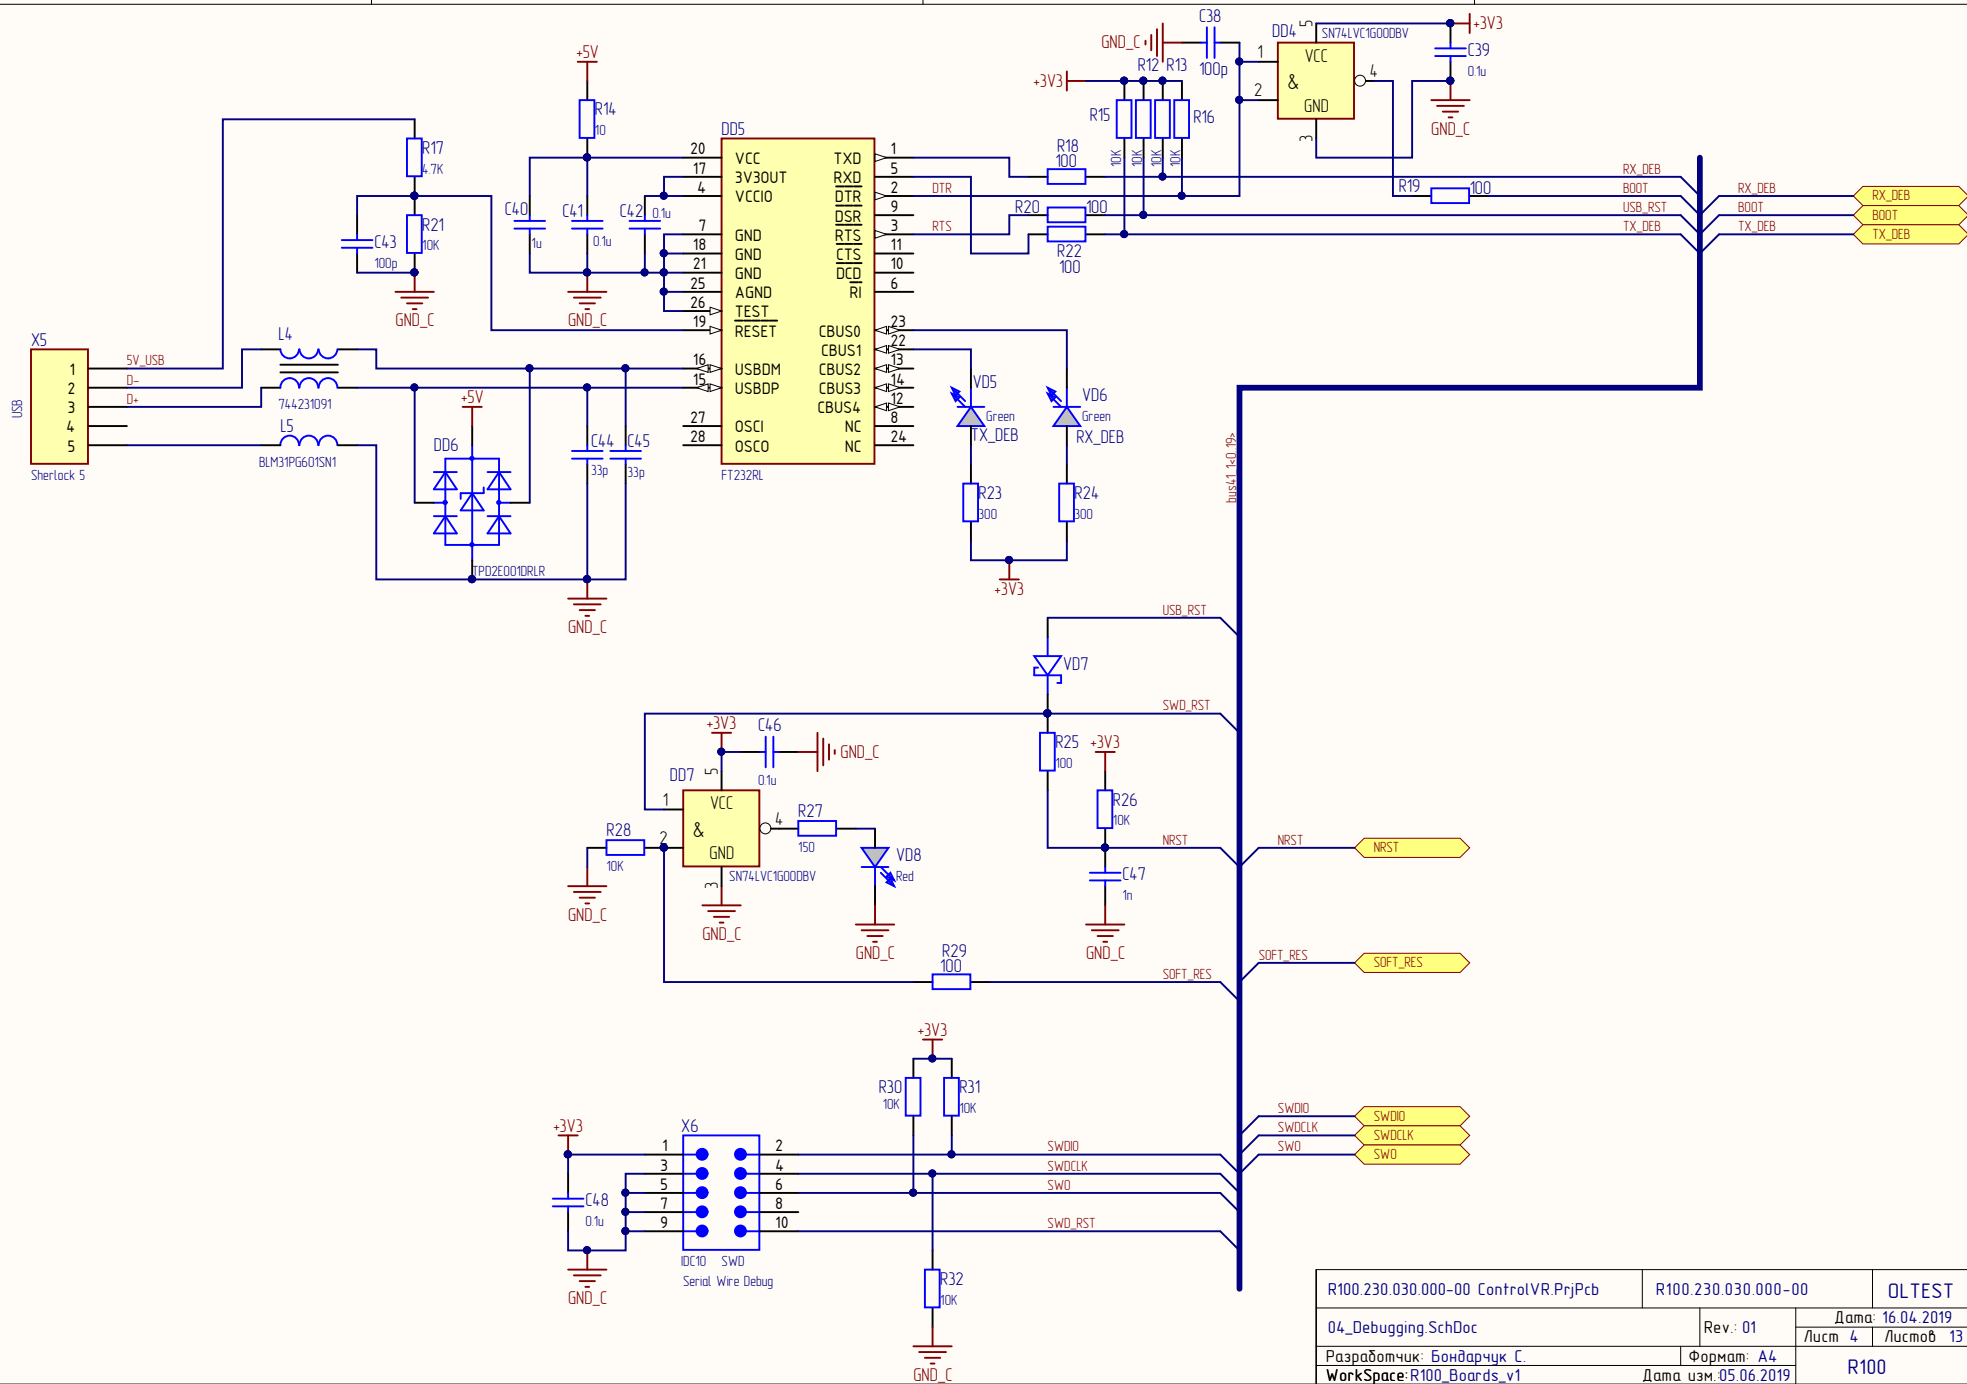 C38
DD4
5
SN74LVC1G00DBV
+3V3
GND_C
100p
1
VCC
4
C39
0.1u
&
2
GND
3
GND_C
+5V
R14
10
+3V3
R12
R13
R15
R16
10K
10K
10K
10K
R17
4.7K
R21
10K
C43
100p
GND_C
C40
1u
C41
0.1u
C42
0.1u
GND_C
DD5
20
VCC
TXD
1
17
3V3OUT
RXD
5
4
VCCIO
DTR
2
DTR
DSR
9
7
GND
RTS
3
RTS
18
GND
CTS
11
21
GND
DCD
10
25
AGND
RI
6
26
TEST
19
RESET
CBUS0
23
CBUS1
22
16
USBDM
CBUS2
13
15
USBDP
CBUS3
14
CBUS4
12
27
OSCI
NC
8
28
OSCO
NC
24
FT232RL
R18
100
R20
100
R22
100
R19
100
RX_DEB
BOOT
USB_RST
TX_DEB
RX_DEB
BOOT
TX_DEB
RX_DEB
BOOT
TX_DEB
X5
USB
1
5V_USB
2
D-
3
D+
4
5
Sherlock 5
L4
744231091
L5
BLM31PG601SN1
+5V
DD6
TPD2E001DRLR
C44
33p
C45
33p
GND_C
VD5
Green
TX_DEB
VD6
Green
RX_DEB
R23
300
R24
300
+3V3
bus41_1<0..19>
USB_RST
VD7
SWD_RST
+3V3
C46
0.1u
GND_C
R25
100
+3V3
R26
10K
DD7
5
1
VCC
4
&
2
GND
3
SN74LVC1G00DBV
GND_C
R28
10K
GND_C
R27
150
VD8
Red
GND_C
NRST
NRST
NRST
C47
1n
GND_C
R29
100
SOFT_RES
SOFT_RES
SOFT_RES
+3V3
R30
10K
R31
10K
+3V3
C48
0.1u
GND_C
X6
1
2
3
4
5
6
7
8
9
10
IDC10
SWD
Serial Wire Debug
SWDIO
SWDCLK
SWO
SWD_RST
SWDIO
SWDCLK
SWO
SWDIO
SWDCLK
SWO
R32
10K
GND_C
R100.230.030.000-00 ControlVR.PrjPcb
R100.230.030.000-00
OLTEST
04_Debugging.SchDoc
Rev.: 01
Дата: 16.04.2019
Лист 4
Листов 13
Разработчик: Бондарчук С.
Формат: A4
R100
WorkSpace: R100_Boards_v1
Дата изм.: 05.06.2019